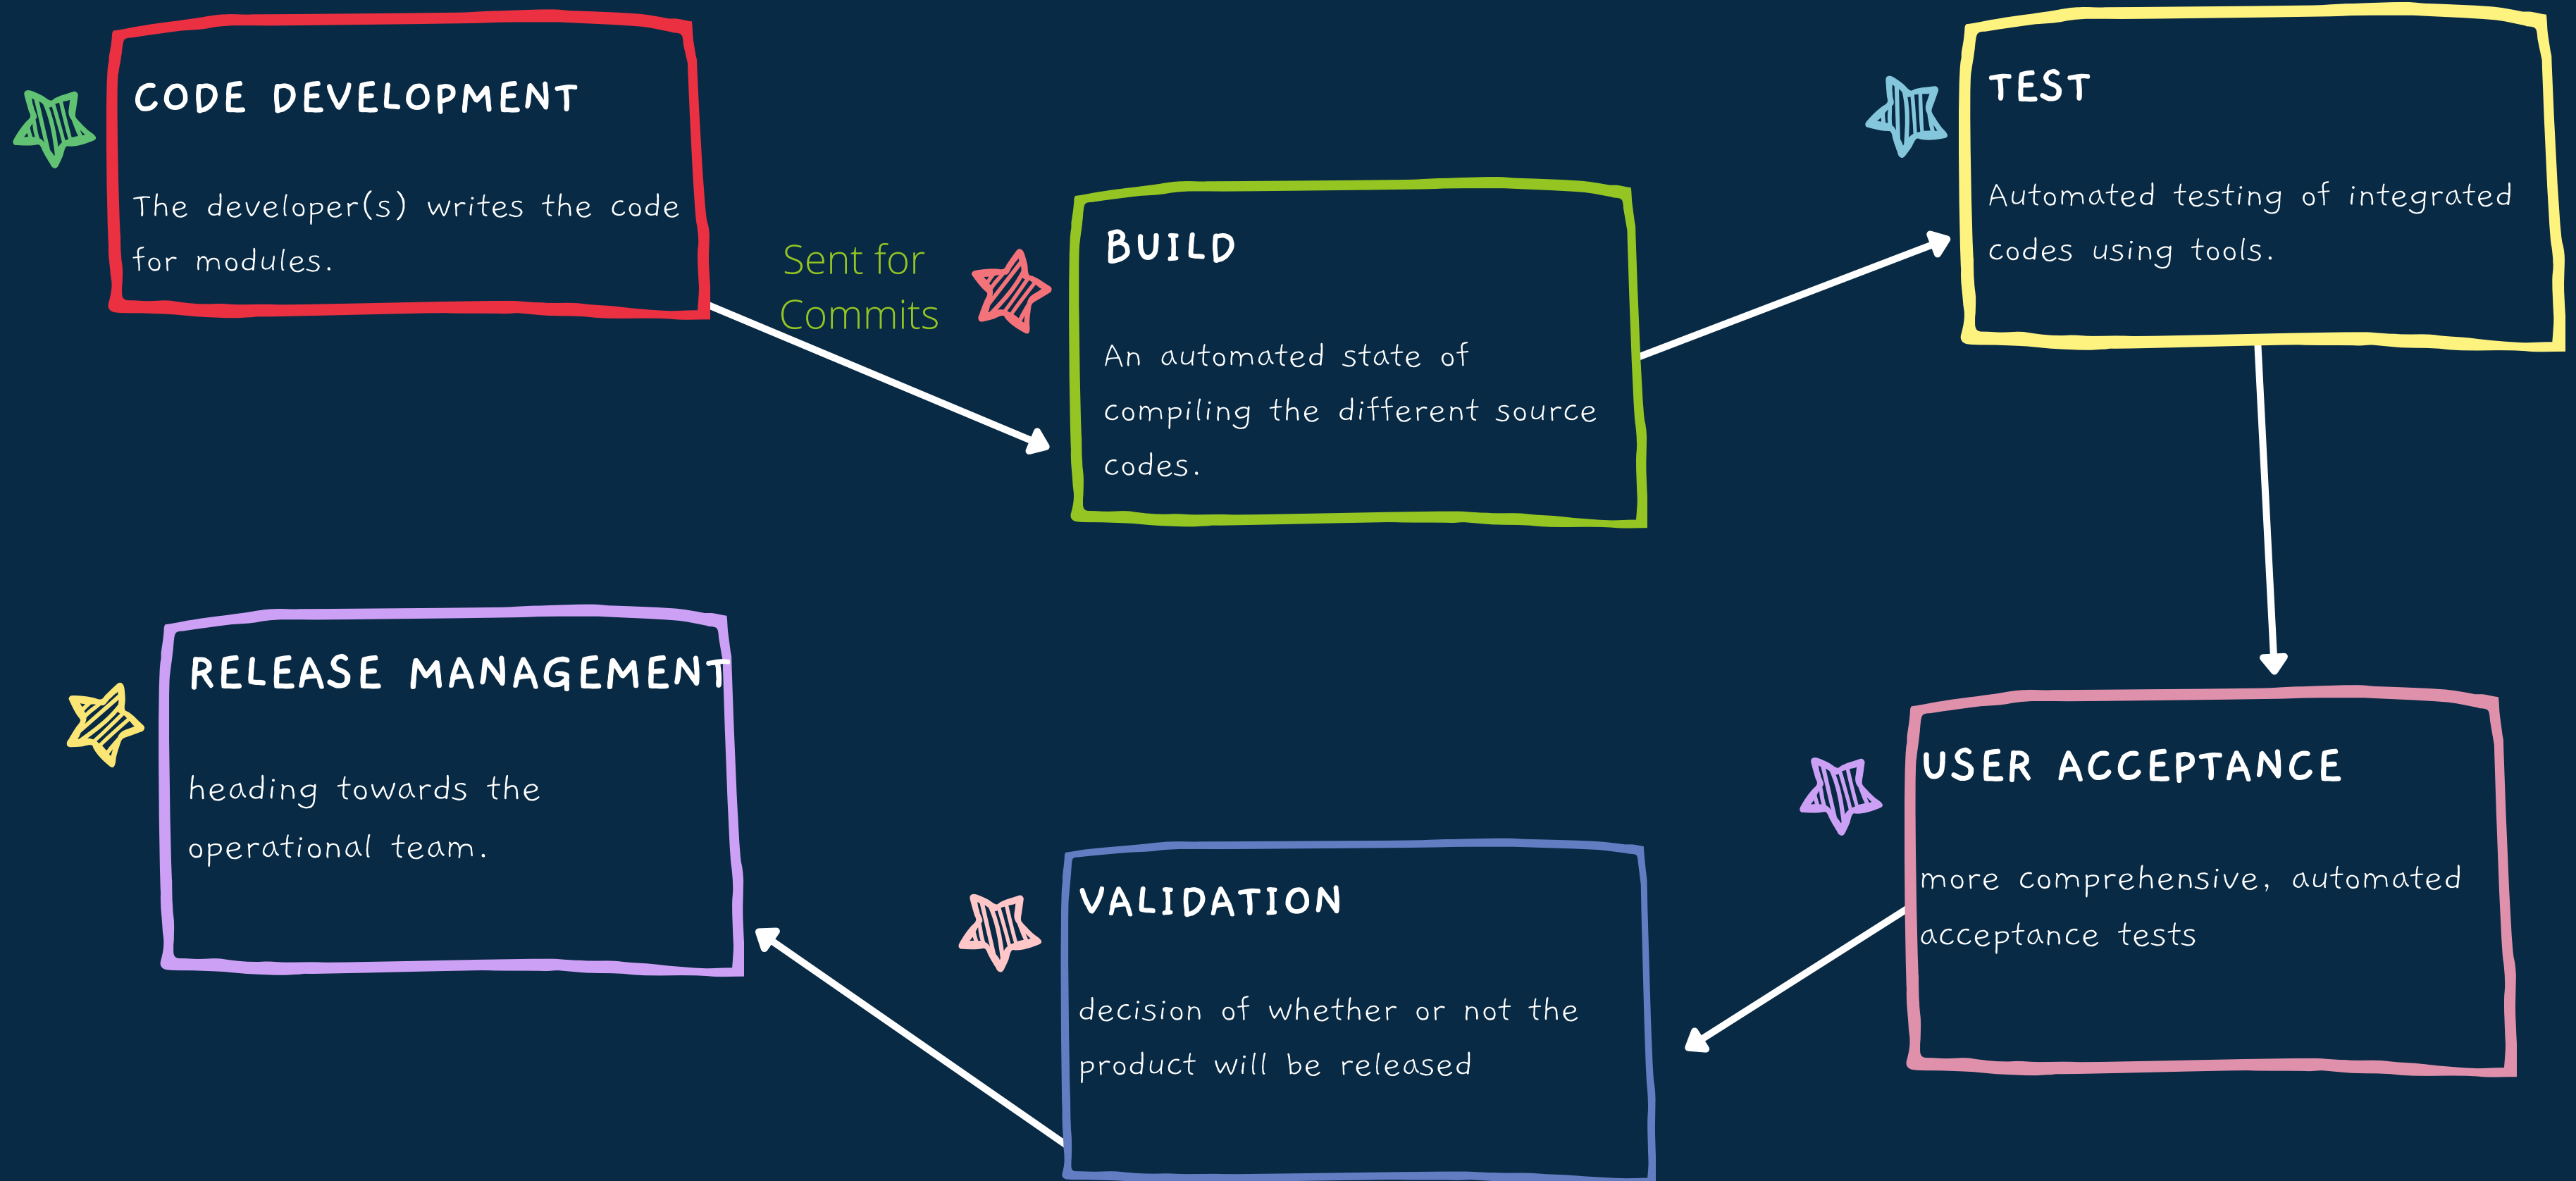 CODE DEVELOPMENT
The developer(s) writes the code
for modules.
Sent for
Commits
BUILD
An automated state of
compiling the different source
codes.
TEST
Automated testing of integrated
codes using tools.
USER ACCEPTANCE
more comprehensive, automated
acceptance tests
VALIDATION
decision of whether or not the
product will be released
RELEASE MANAGEMENT
heading towards the
operational team.